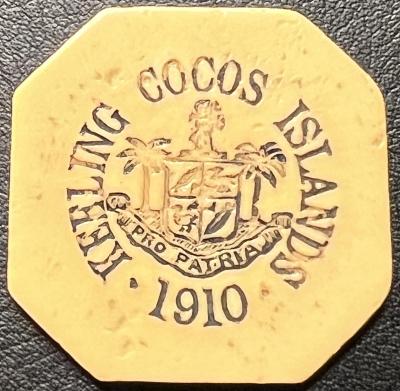 KEELING COCOS ISLANDS
PRO PATRIA
· 1910 ·